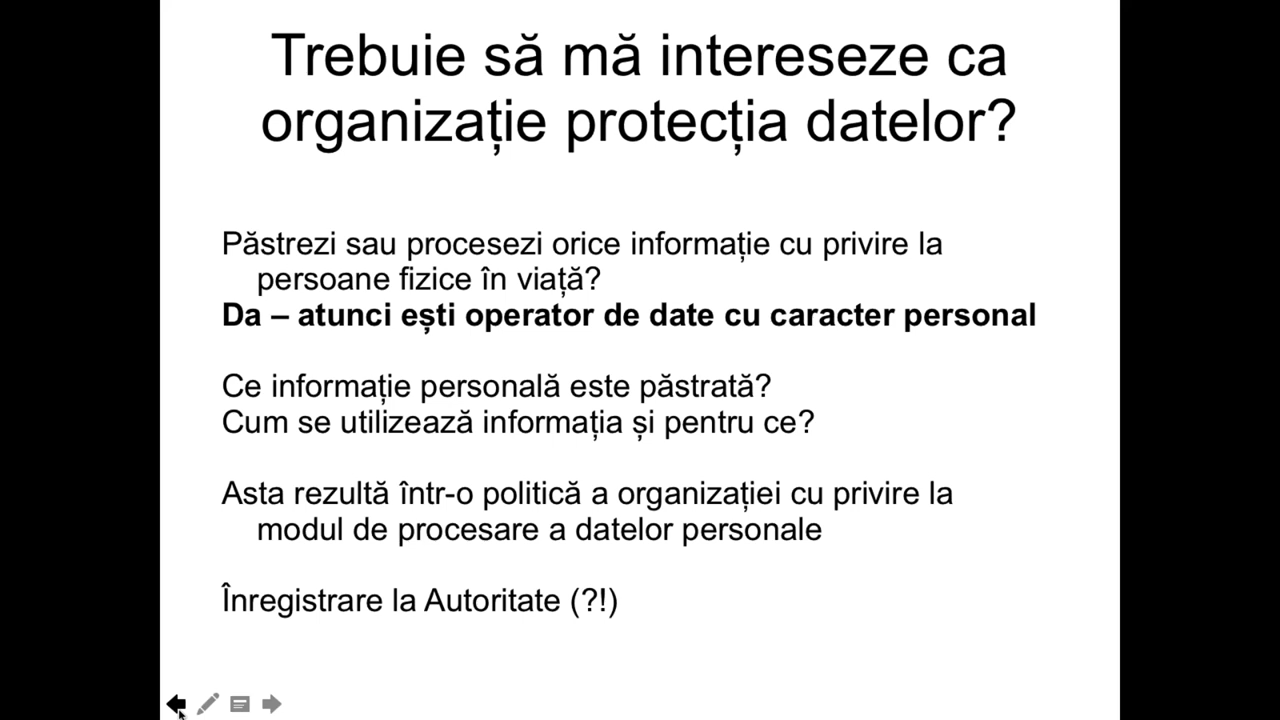 Trebuie să mă intereseze ca
organizație protecția datelor?
Păstrezi sau procesezi orice informație cu privire la
persoane fizice în viață?
Da – atunci ești operator de date cu caracter personal
Ce informație personală este păstrată?
Cum se utilizează informația și pentru ce?
Asta rezultă într-o politică a organizației cu privire la
modul de procesare a datelor personale
Înregistrare la Autoritate (?!)